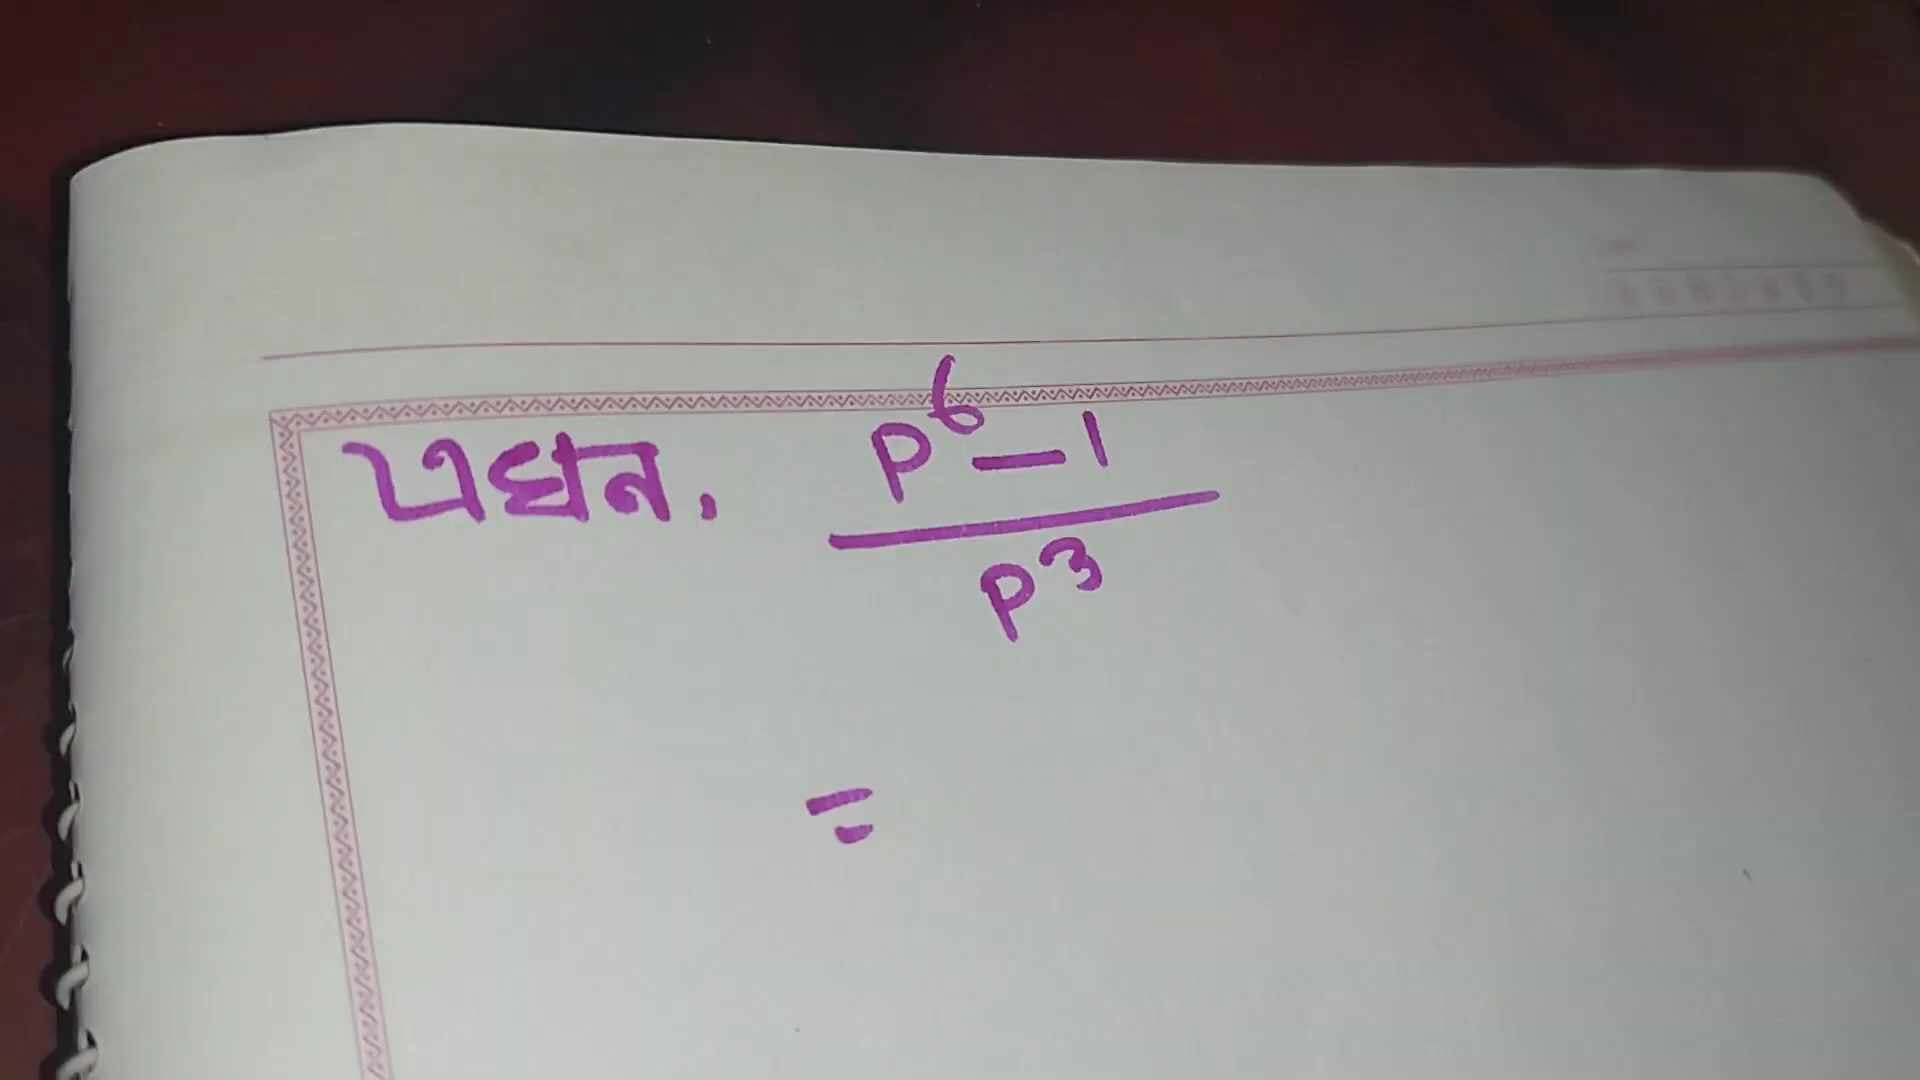 এখন, p⁶ – 1 / p³
=